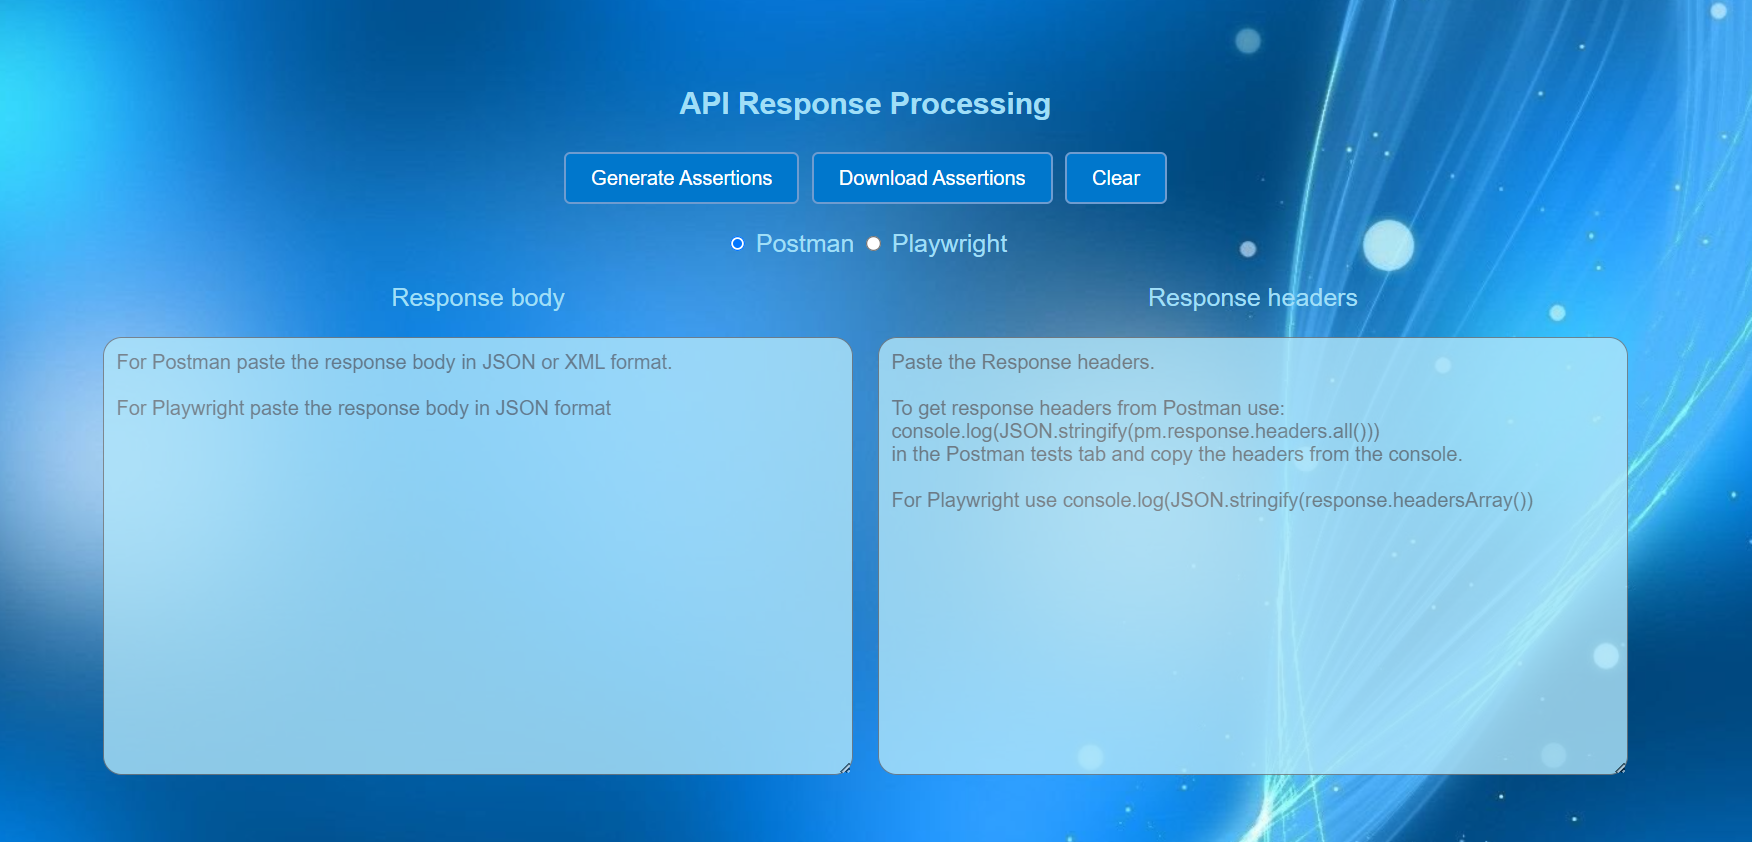 API Response Processing
Generate Assertions
Download Assertions
Clear
Postman
Playwright
Response body
Response headers
For Postman paste the response body in JSON or XML format.
For Playwright paste the response body in JSON format
Paste the Response headers.
To get response headers from Postman use:
console.log(JSON.stringify(pm.response.headers.all()))
in the Postman tests tab and copy the headers from the console.
For Playwright use console.log(JSON.stringify(response.headersArray())